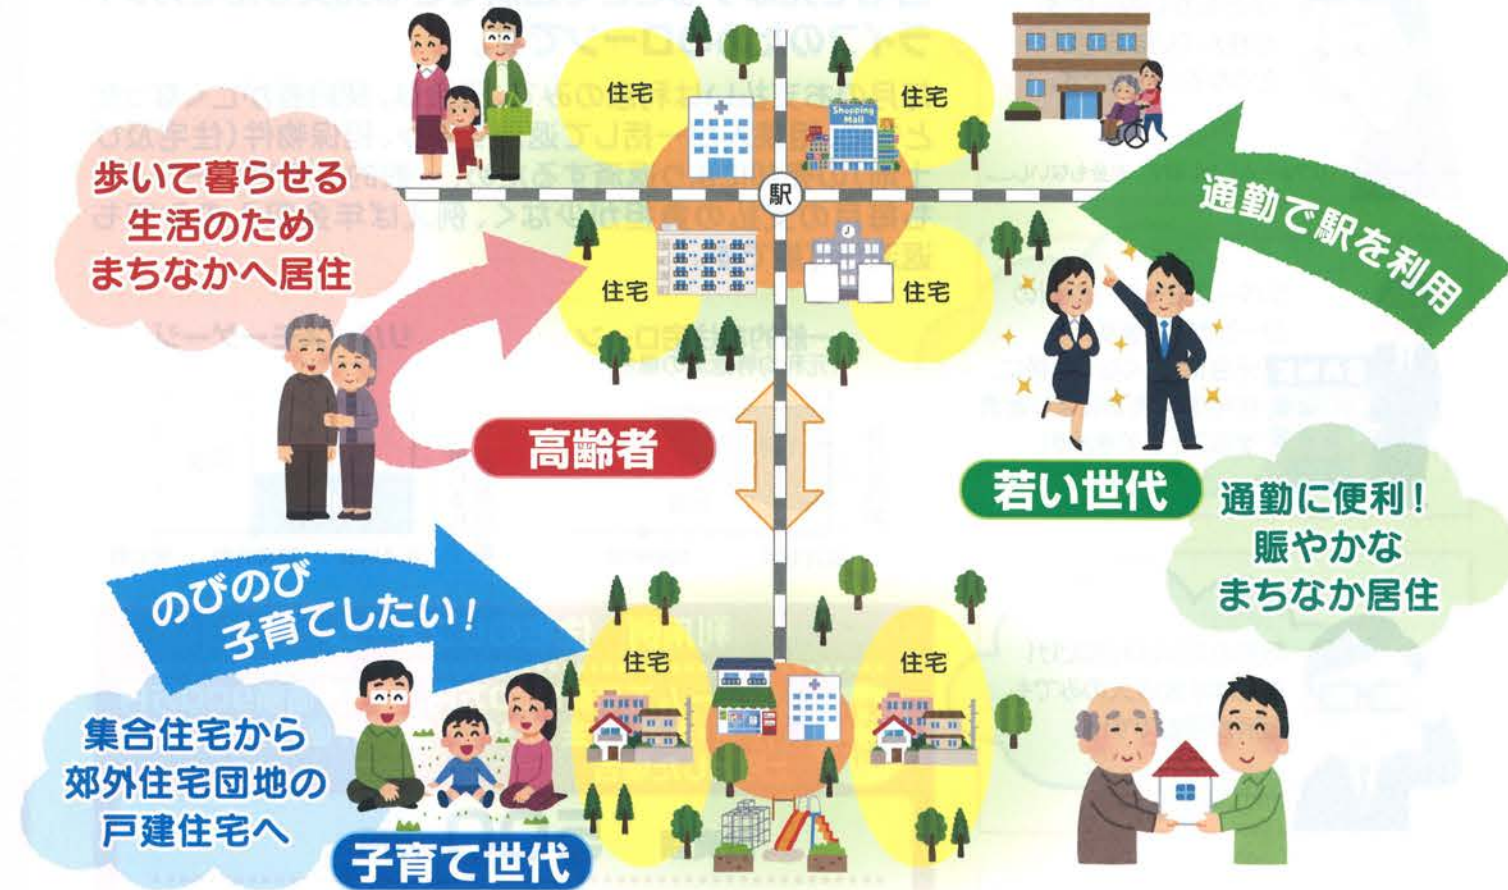 住宅
住宅
Shopping
Mall
駅
歩いて暮らせる
生活のため
まちなかへ居住
通勤で駅を利用
住宅
住宅
高齢者
若い世代
通勤に便利!
賑やかな
まちなか居住
のびのび
子育てしたい!
住宅
住宅
集合住宅から
郊外住宅団地の
戸建住宅へ
子育て世代